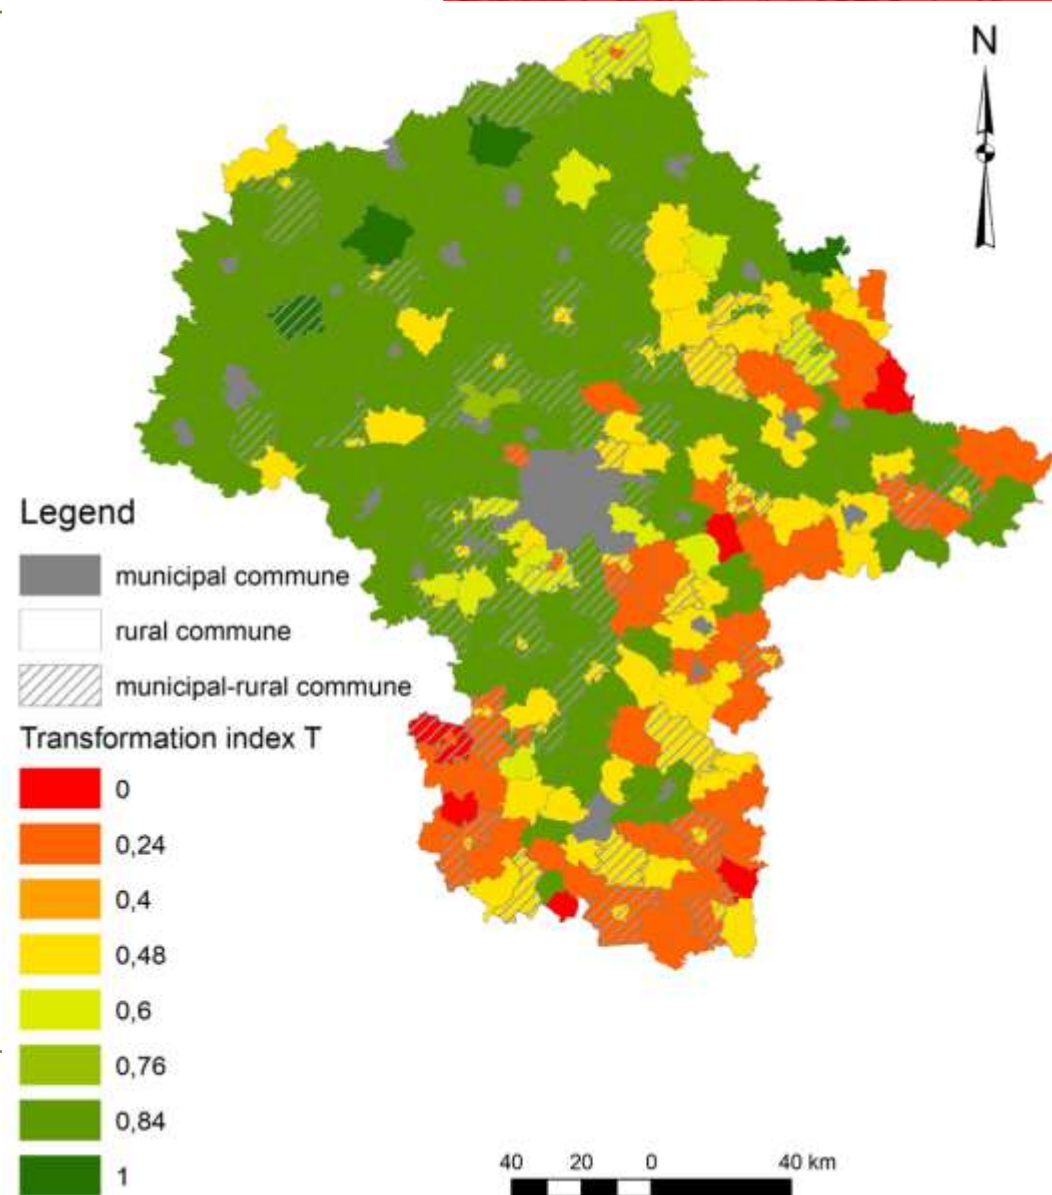 N
Legend
municipal commune
rural commune
municipal-rural commune
Transformation index T
0
0,24
0,4
0,48
0,6
0,76
0,84
1
40 20 0 40 km